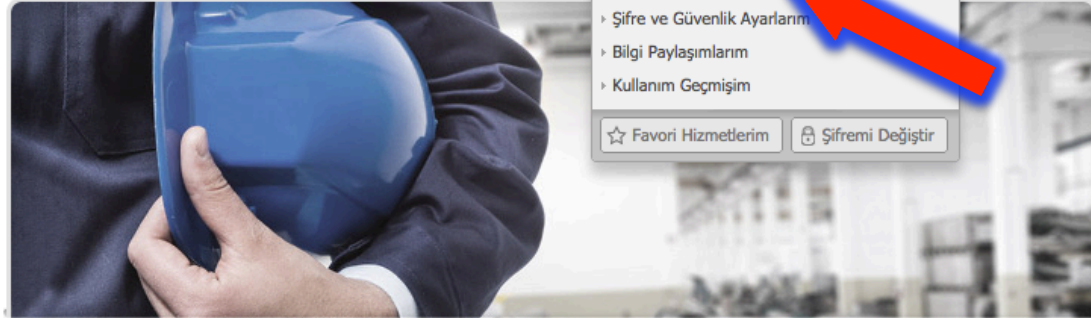 Şifre ve Güvenlik Ayarlarım
Bilgi Paylaşımlarım
Kullanım Geçmişim
Favori Hizmetlerim
Şifremi Değiştir